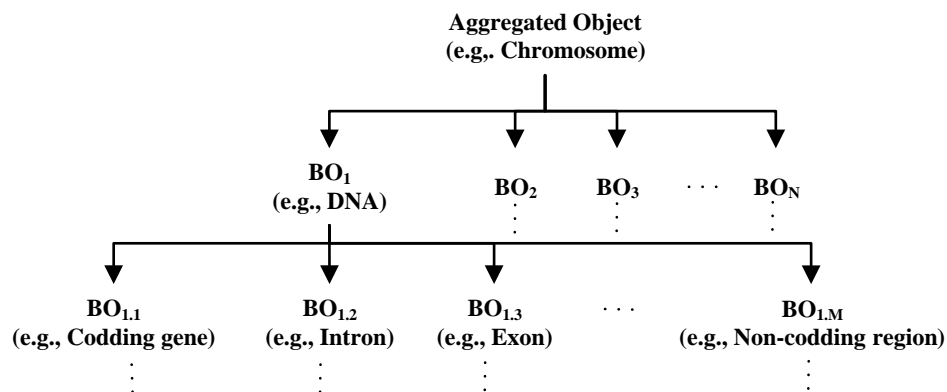 Aggregated Object
(e.g,. Chromosome)
BO₁
(e.g., DNA)
BO₂
BO₃
. . .
BO_N
BO₁.₁
(e.g., Codding gene)
BO₁.₂
(e.g., Intron)
BO₁.₃
(e.g., Exon)
. . .
BO₁.M
(e.g., Non-codding region)